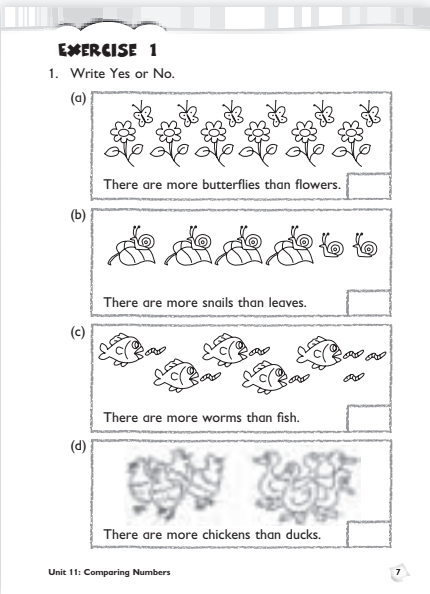 EXERCISE 1
1. Write Yes or No.
(a)
There are more butterflies than flowers.
(b)
There are more snails than leaves.
(c)
There are more worms than fish.
(d)
There are more chickens than ducks.
Unit 11: Comparing Numbers
7